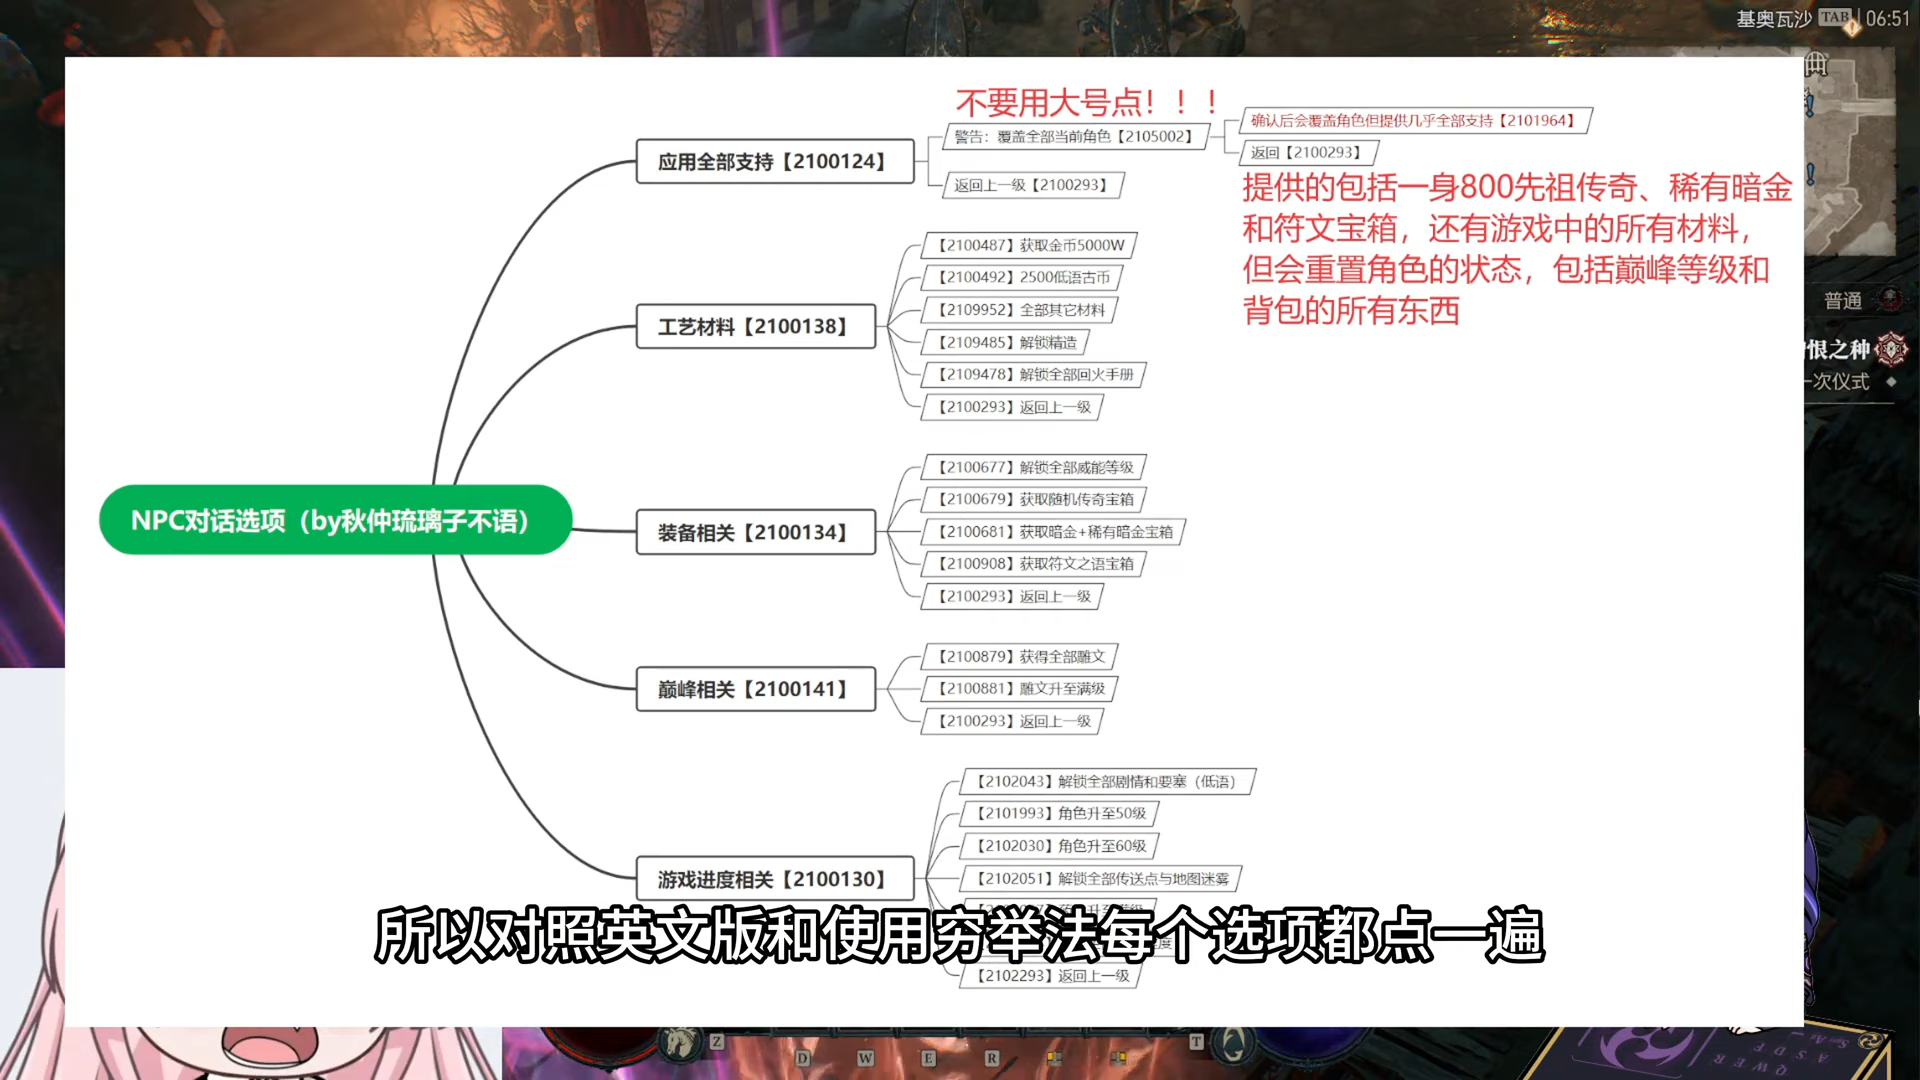 基奥瓦沙 TAB 06:51
不要用大号点！！！
确认后会覆盖角色但提供几乎全部支持【2101964】
警告：覆盖全部当前角色【2105002】
返回【2100293】
应用全部支持【2100124】
返回上一级【2100293】
提供的包括一身800先祖传奇、稀有暗金
和符文宝箱，还有游戏中的所有材料，
但会重置角色的状态，包括巅峰等级和
背包的所有东西
【2100487】获取金币5000W
【2100492】2500低语古币
【2109952】全部其它材料
工艺材料【2100138】
【2109485】解锁精造
【2109478】解锁全部回火手册
【2100293】返回上一级
普通
恨之种
一次仪式
【2100677】解锁全部威能等级
【2100679】获取随机传奇宝箱
NPC对话选项（by秋仲琉璃子不语）
装备相关【2100134】
【2100681】获取暗金+稀有暗金宝箱
【2100908】获取符文之语宝箱
【2100293】返回上一级
【2100879】获得全部雕文
巅峰相关【2100141】
【2100881】雕文升至满级
【2100293】返回上一级
【2102043】解锁全部剧情和要塞（低语）
【2101993】角色升至50级
【2102030】角色升至60级
游戏进度相关【2100130】
【2102051】解锁全部传送点与地图迷雾
所以对照英文版和使用穷举法每个选项都点一遍
【2102293】返回上一级
Z D W E R T